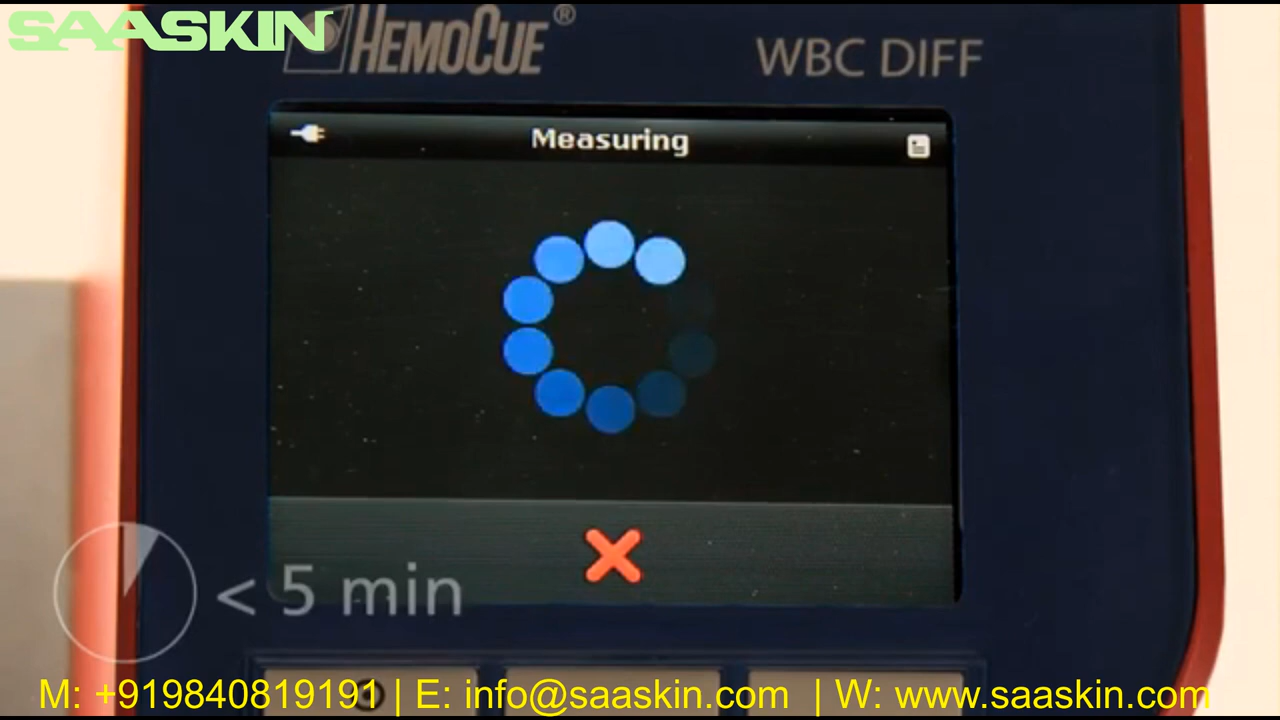 SAASKIN
HEMOCUE®
WBC DIFF
Measuring
< 5 min
M: +919840819191 | E: info@saaskin.com | W: www.saaskin.com